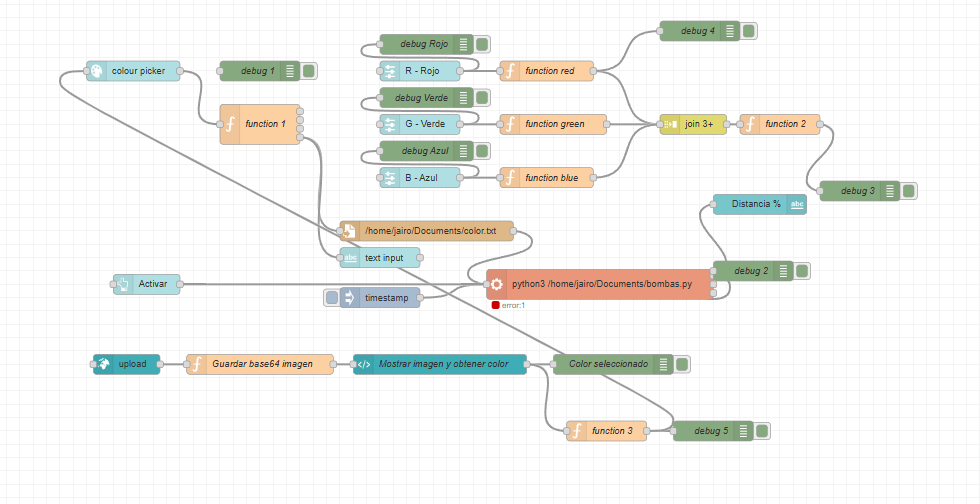 debug 4
debug Rojo
colour picker
debug 1
R - Rojo
function red
debug Verde
function 1
G - Verde
function green
join 3+
function 2
debug Azul
B - Azul
function blue
debug 3
Distancia %
abc
/home/jairo/Documents/color.txt
abc
text input
debug 2
Activar
python3 /home/jairo/Documents/bombas.py
timestamp
error:1
upload
Guardar base64 imagen
Mostrar imagen y obtener color
Color seleccionado
function 3
debug 5